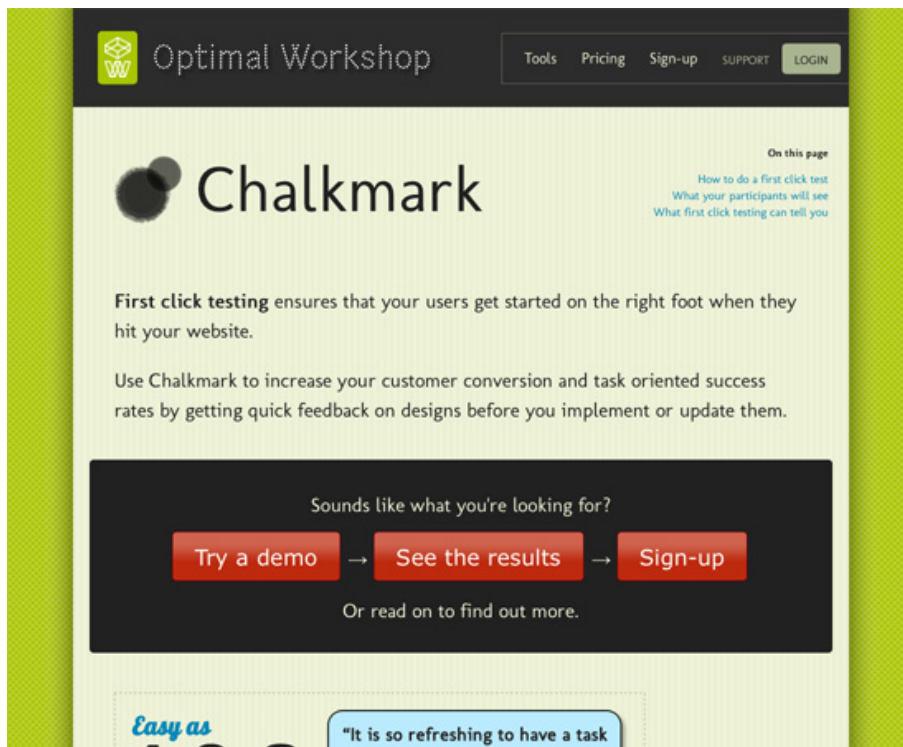 Optimal Workshop
Tools Pricing Sign-up SUPPORT LOGIN
Chalkmark
On this page
How to do a first click test
What your participants will see
What first click testing can tell you
First click testing ensures that your users get started on the right foot when they
hit your website.
Use Chalkmark to increase your customer conversion and task oriented success
rates by getting quick feedback on designs before you implement or update them.
Sounds like what you're looking for?
Try a demo → See the results → Sign-up
Or read on to find out more.
Easy as
“It is so refreshing to have a task